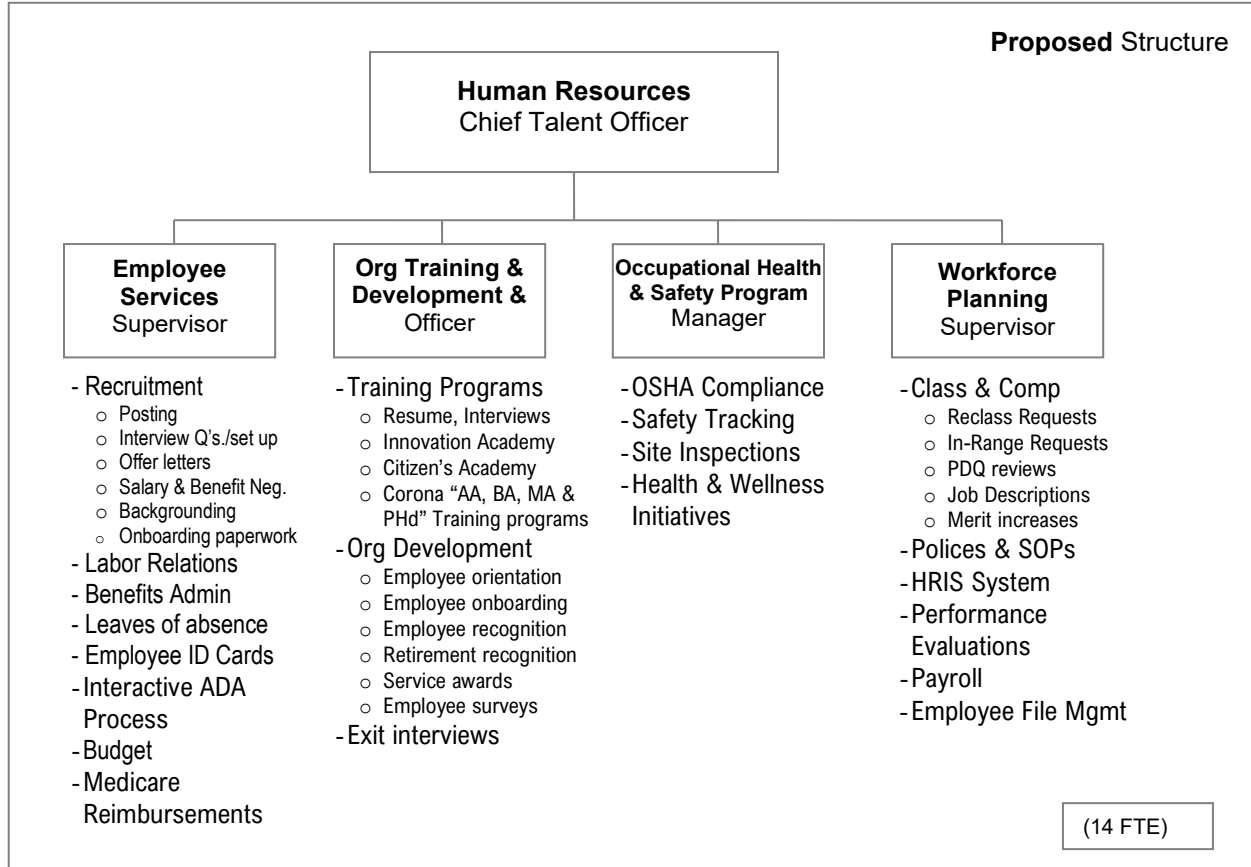 Proposed Structure
Human Resources
Chief Talent Officer
Employee
Services
Supervisor
- Recruitment
o Posting
o Interview Q's./set up
o Offer letters
o Salary & Benefit Neg.
o Backgrounding
o Onboarding paperwork
- Labor Relations
- Benefits Admin
- Leaves of absence
- Employee ID Cards
- Interactive ADA
Process
- Budget
- Medicare
Reimbursements
Org Training &
Development &
Officer
- Training Programs
o Resume, Interviews
o Innovation Academy
o Citizen's Academy
o Corona “AA, BA, MA &
PHd” Training programs
- Org Development
o Employee orientation
o Employee onboarding
o Employee recognition
o Retirement recognition
o Service awards
o Employee surveys
- Exit interviews
Occupational Health
& Safety Program
Manager
- OSHA Compliance
- Safety Tracking
- Site Inspections
- Health & Wellness
Initiatives
Workforce
Planning
Supervisor
- Class & Comp
o Reclass Requests
o In-Range Requests
o PDQ reviews
o Job Descriptions
o Merit increases
- Polices & SOPs
- HRIS System
- Performance
Evaluations
- Payroll
- Employee File Mgmt
(14 FTE)